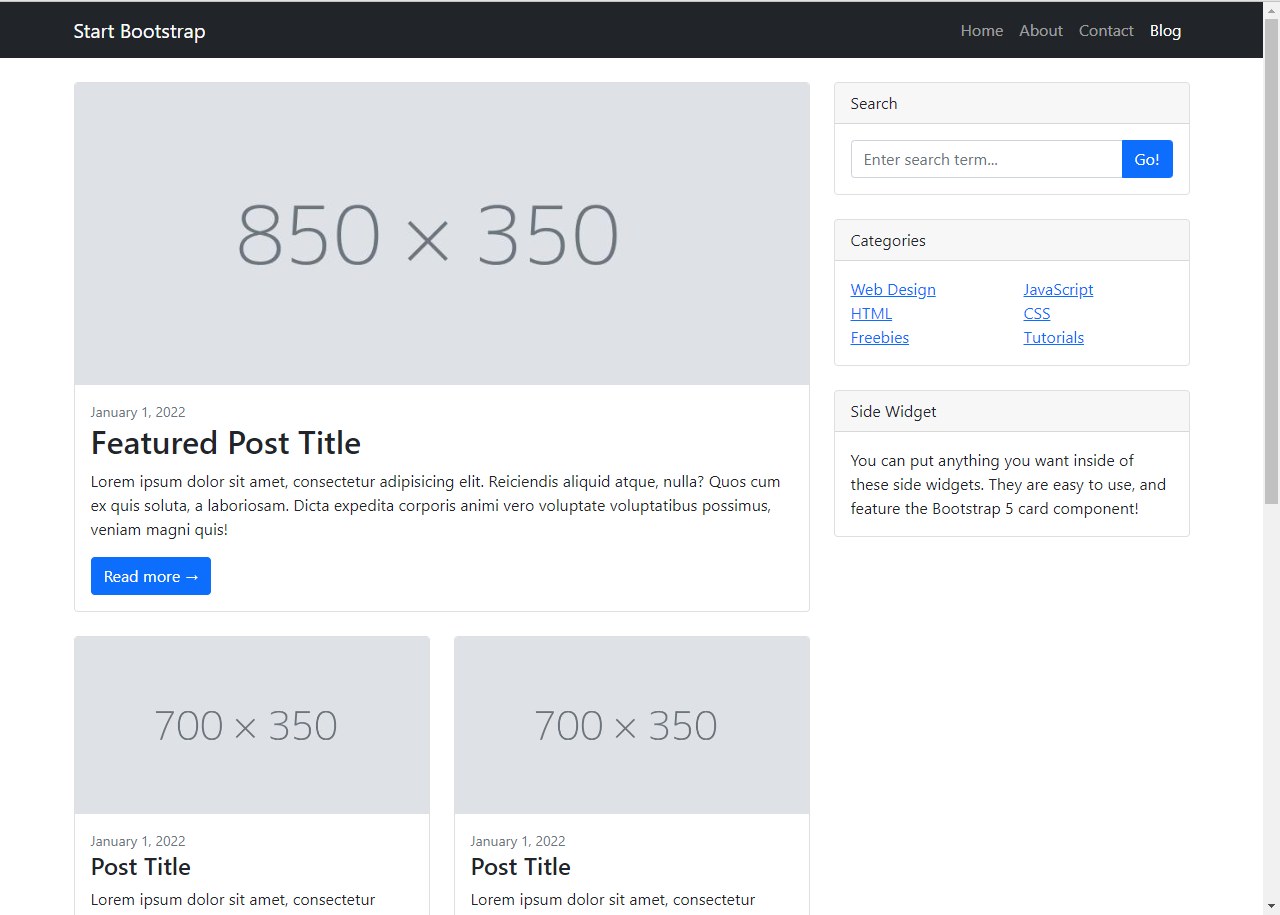 Start Bootstrap
Home About Contact Blog
850 × 350
January 1, 2022
Featured Post Title
Lorem ipsum dolor sit amet, consectetur adipisicing elit. Reiciendis aliquid atque, nulla? Quos cum
ex quis soluta, a laboriosam. Dicta expedita corporis animi vero voluptate voluptatibus possimus,
veniam magni quis!
Read more →
700 × 350
January 1, 2022
Post Title
Lorem ipsum dolor sit amet, consectetur
700 × 350
January 1, 2022
Post Title
Lorem ipsum dolor sit amet, consectetur
Search
Enter search term...
Go!
Categories
Web Design
HTML
Freebies
JavaScript
CSS
Tutorials
Side Widget
You can put anything you want inside of
these side widgets. They are easy to use, and
feature the Bootstrap 5 card component!